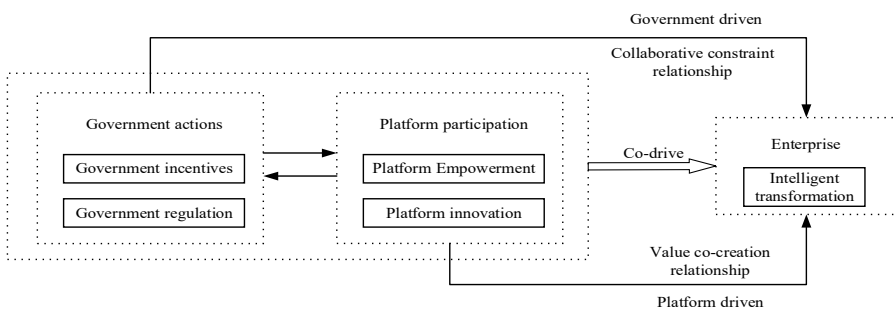 Government driven
Collaborative constraint
relationship
Government actions
Government incentives
Government regulation
Platform participation
Platform Empowerment
Platform innovation
Co-drive
Enterprise
Intelligent
transformation
Value co-creation
relationship
Platform driven